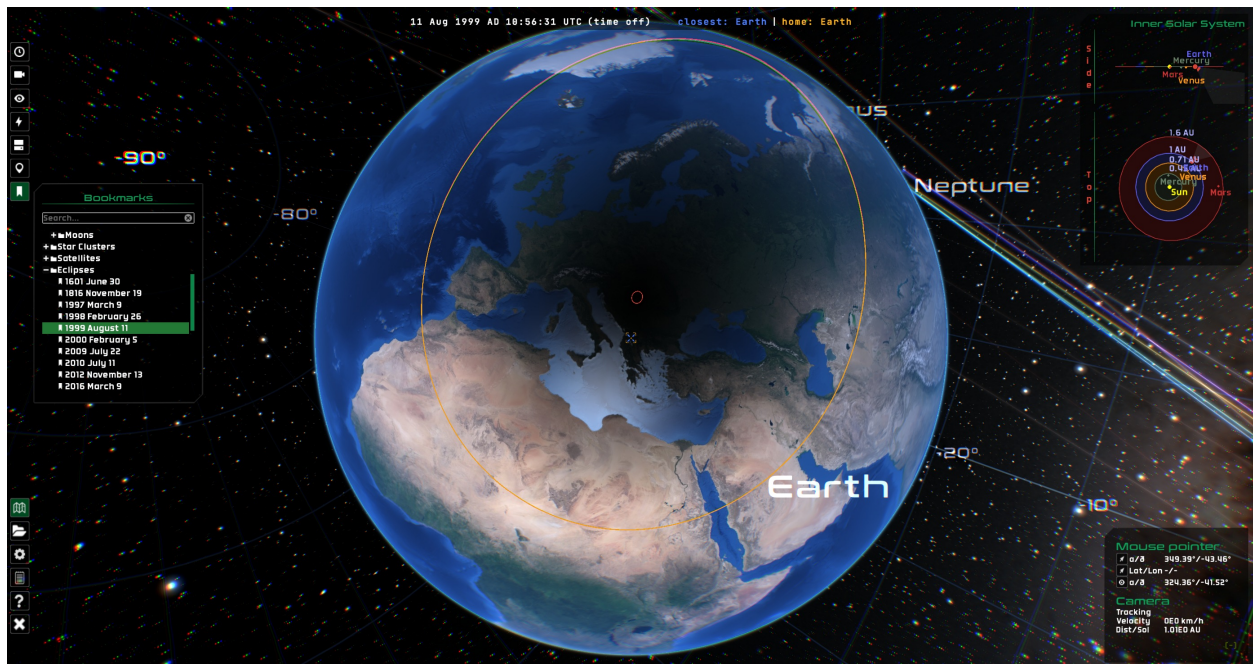 11 Aug 1999 AD 10:56:31 UTC (time off) closest: Earth | home: Earth
Inner Solar System
Side
Earth
Mercury
Mars
Venus
-90°
us
Neptune
1.6 AU
1 AU
0.71 AU
Venus
Mercury
Mars
Sun
Top
Bookmarks
Search...
+ Moons
+ Star Clusters
+ Satellites
- Eclipses
1601 June 30
1816 November 19
1997 March 9
1998 February 26
1999 August 11
2000 February 5
2009 July 22
2010 July 11
2012 November 13
2016 March 9
-80°
-20°
Earth
-10°
Mouse pointer
α/δ 349.39°/-43.46°
Lat/Lon -/-
α/δ 324.36°/-41.52°
Camera
Tracking
Velocity 0E0 km/h
Dist/Sol 1.01E0 AU
[-]